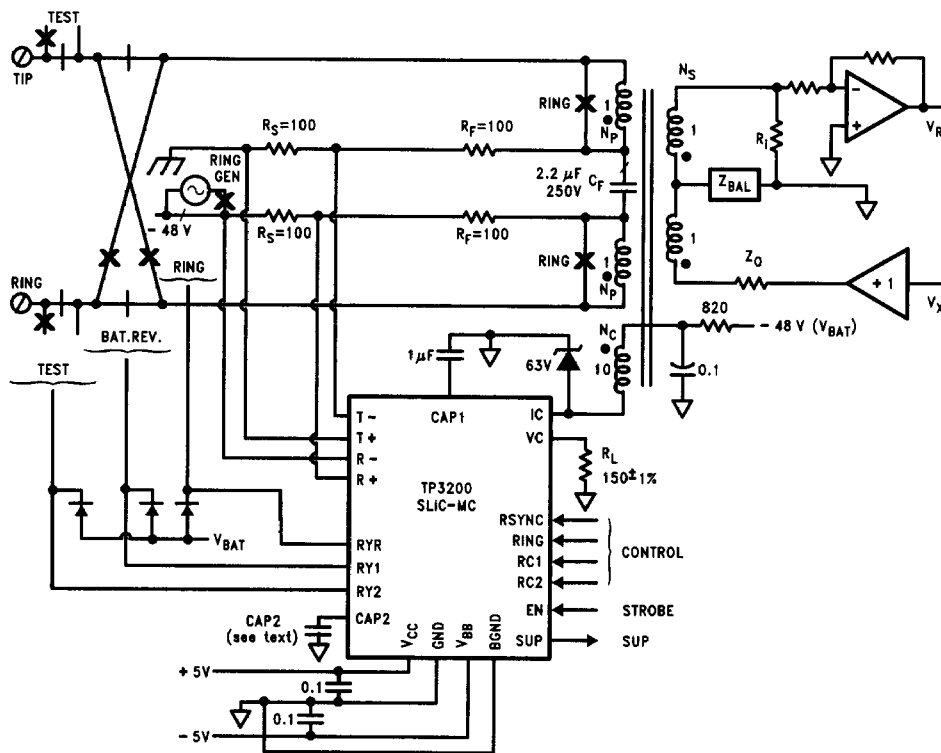 TEST
TIP
RING
1
N_P
R_S=100
R_F=100
RING
GEN
2.2 μF
250V
C_F
- 48 V
R_S=100
R_F=100
RING
1
N_P
RING
RING
BAT.REV.
TEST
N_S
1
R_i
Z_BAL
1
Z_O
- +
+ 1
V_R
V_X
820
- 48 V (V_BAT)
0.1
N_C
10
63V
1μF
CAP1
T-
T+
R-
R+
IC
VC
R_L
150±1%
TP3200
SLIC-MC
V_BAT
RYR
RY1
RY2
CAP2
RSYNC
RING
RC1
RC2
CONTROL
EN
STROBE
SUP
SUP
CAP2
(see text)
V_CC
GND
V_BB
BGND
+ 5V
0.1
0.1
- 5V